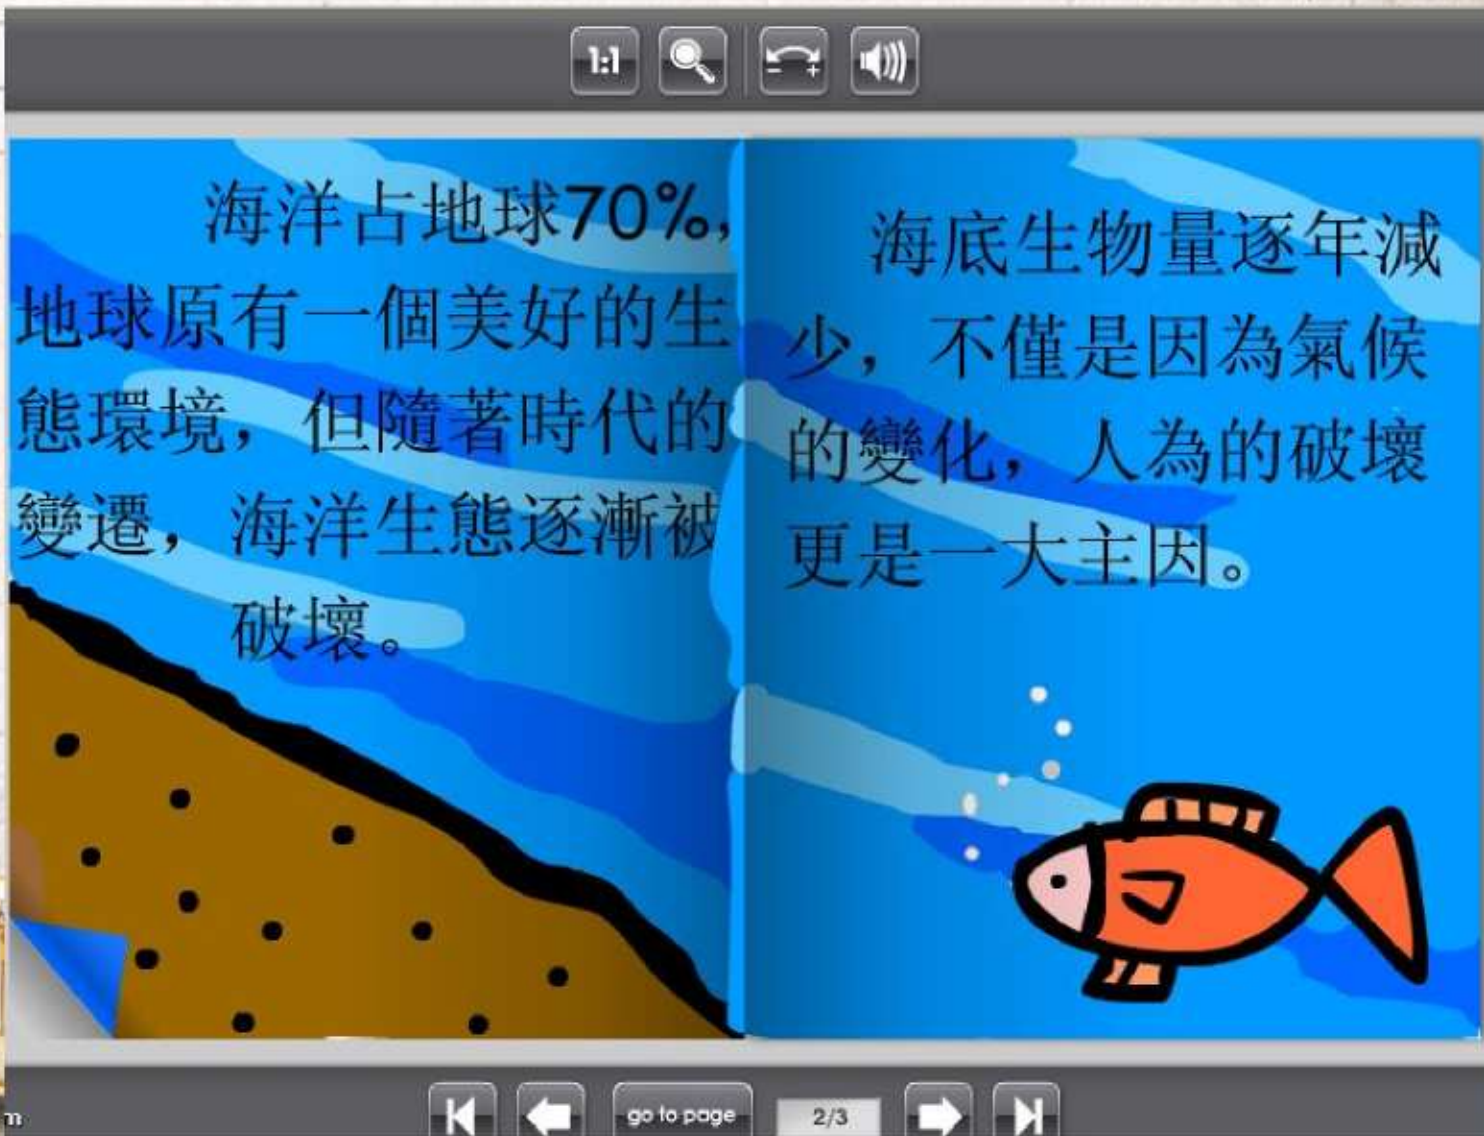 1:1
海洋占地球70%,
地球原有一個美好的生
態環境，但隨著時代的
變遷，海洋生態逐漸被
破壞。
海底生物量逐年減
少，不僅是因為氣候
的變化，人為的破壞
更是一大主因。
m
go to page
2/3